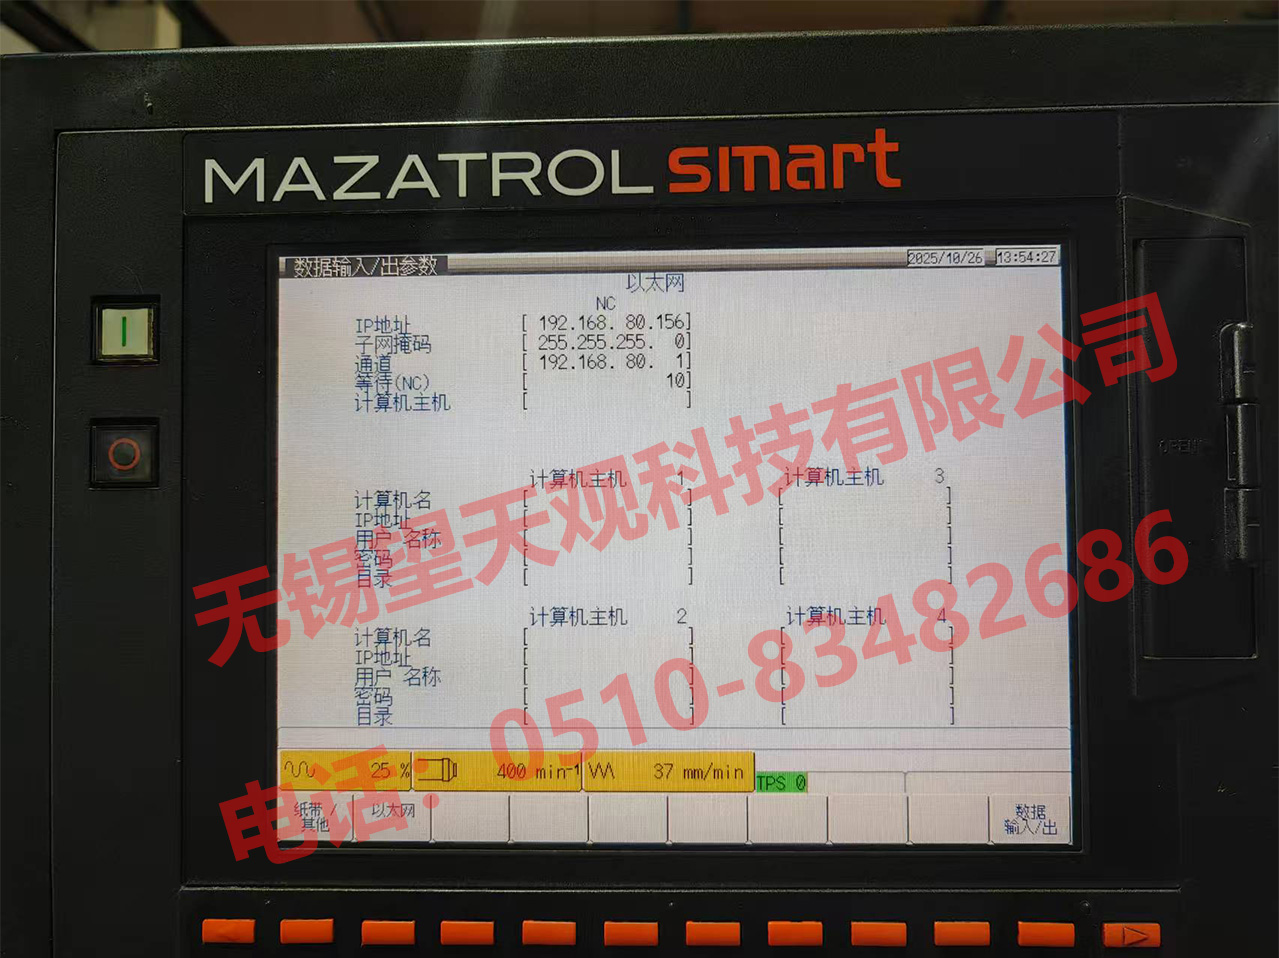 MAZATROL smart
数据输入/出参数 2025/10/26 13:54:27
以太网
NC
IP地址 [ 192.168. 80.156]
子网掩码 [ 255.255.255.  0]
通道 [ 192.168. 80.  1]
等待(NC) [ 10]
计算机主机 [ ]
计算机主机 1 计算机主机 3
计算机名 [ ] [ ]
IP地址 [ ] [ ]
用户 名称 [ ] [ ]
密码 [ ] [ ]
目录 [ ] [ ]
计算机主机 2 计算机主机 4
计算机名 [ ] [ ]
IP地址 [ ] [ ]
用户 名称 [ ] [ ]
密码 [ ] [ ]
目录 [ ] [ ]
25 % 400 min-1 37 mm/min TPS 0
纸带 / 以太网 数据
其他 输入/出
OPEN
无锡望天观科技有限公司
电话：0510-83482686